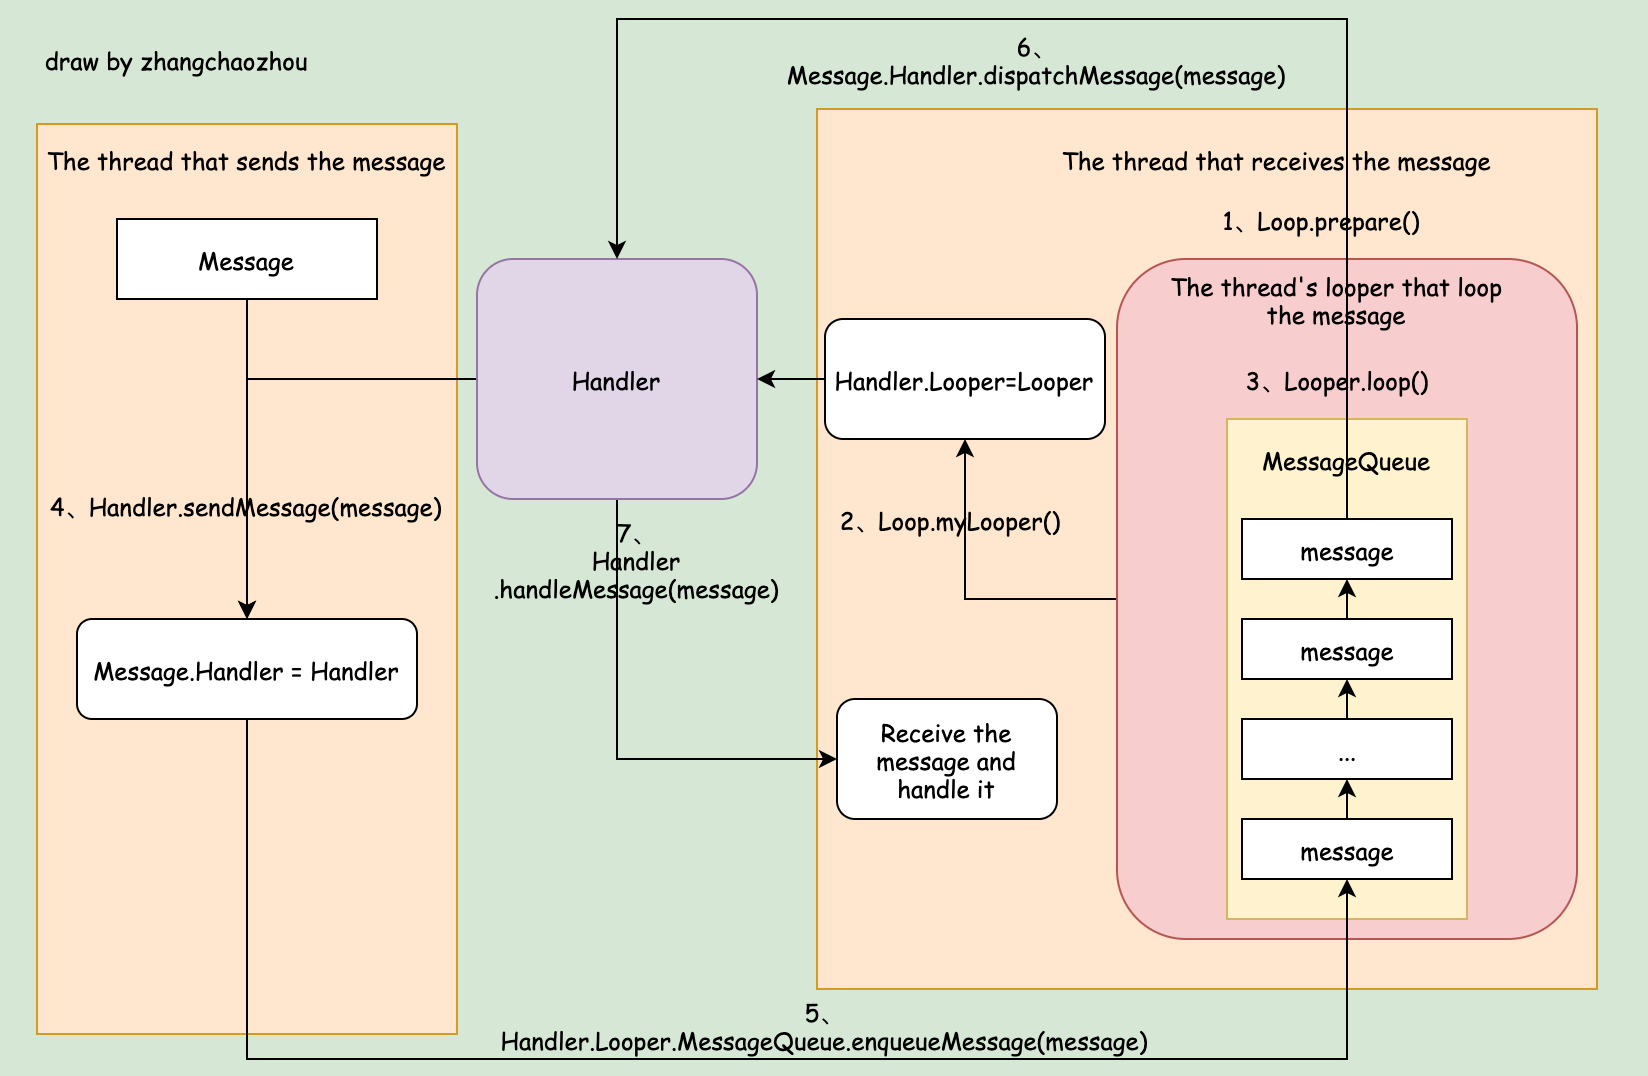 draw by zhangchaozhou
6、
Message.Handler.dispatchMessage(message)
The thread that sends the message
Message
4、Handler.sendMessage(message)
Message.Handler = Handler
Handler
7、
Handler
.handleMessage(message)
The thread that receives the message
1、Loop.prepare()
The thread's looper that loop
the message
Handler.Looper=Looper
3、Looper.loop()
2、Loop.myLooper()
MessageQueue
message
message
...
message
Receive the
message and
handle it
5、
Handler.Looper.MessageQueue.enqueueMessage(message)